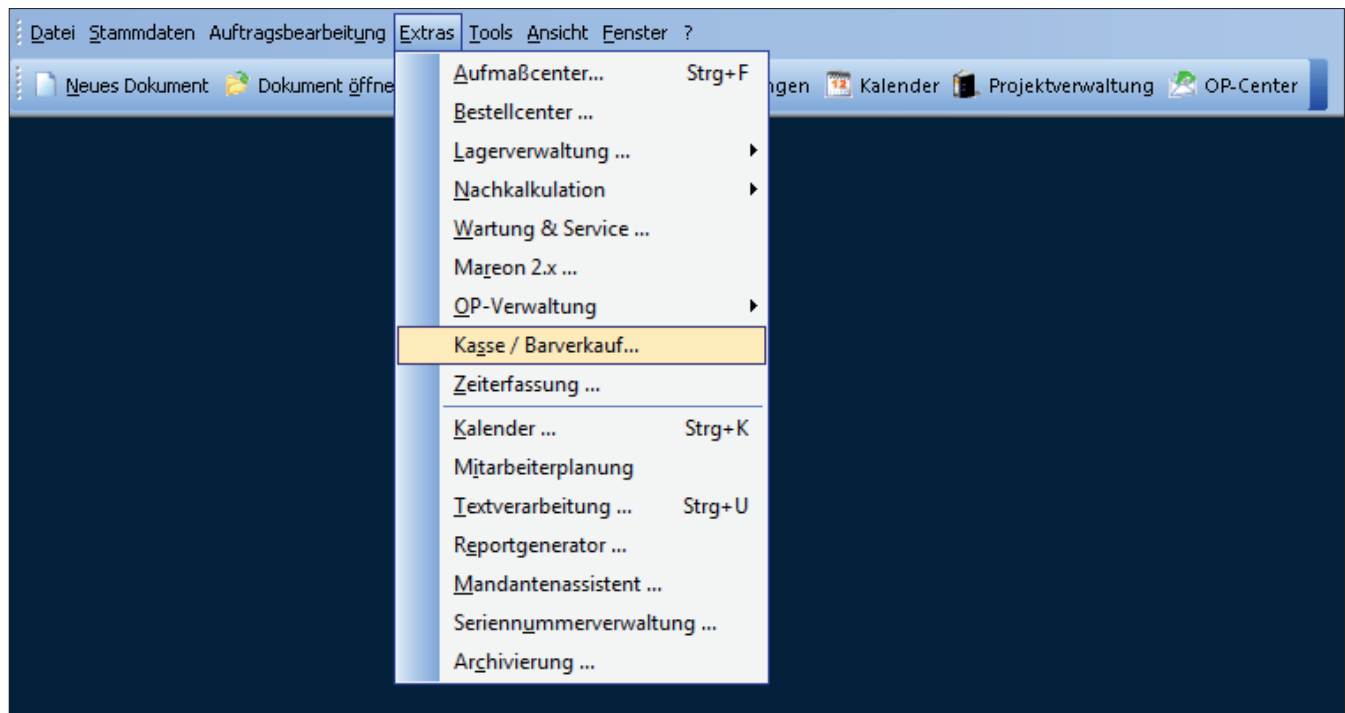 Datei Stammdaten Auftragsbearbeitung Extras Tools Ansicht Fenster ?
Neues Dokument Dokument öffne ngen Kalender Projektverwaltung OP-Center
Aufmaßcenter... Strg+F
Bestellcenter ...
Lagerverwaltung ...
Nachkalkulation
Wartung & Service ...
Mareon 2.x ...
OP-Verwaltung
Kasse / Barverkauf...
Zeiterfassung ...
Kalender ... Strg+K
Mitarbeiterplanung
Textverarbeitung ... Strg+U
Reportgenerator ...
Mandantenassistent ...
Seriennummerverwaltung ...
Archivierung ...